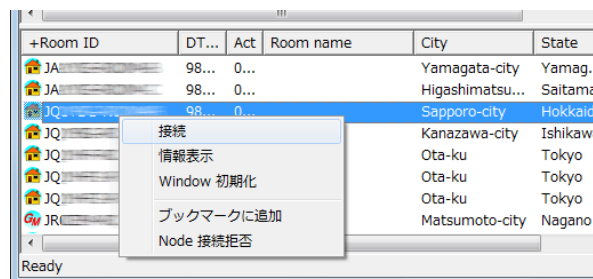 +Room ID DT... Act Room name City State
JA 98... 0... Yamagata-city Yamag.
JA 98... 0... Higashimatsu... Saitama
JQ 98... 0... Sapporo-city Hokkaid
JQ Kanazawa-city Ishikaw
JQ Ota-ku Tokyo
JQ Ota-ku Tokyo
JQ Ota-ku Tokyo
GM JR Matsumoto-city Nagano
接続
情報表示
Window 初期化
ブックマークに追加
Node 接続拒否
Ready